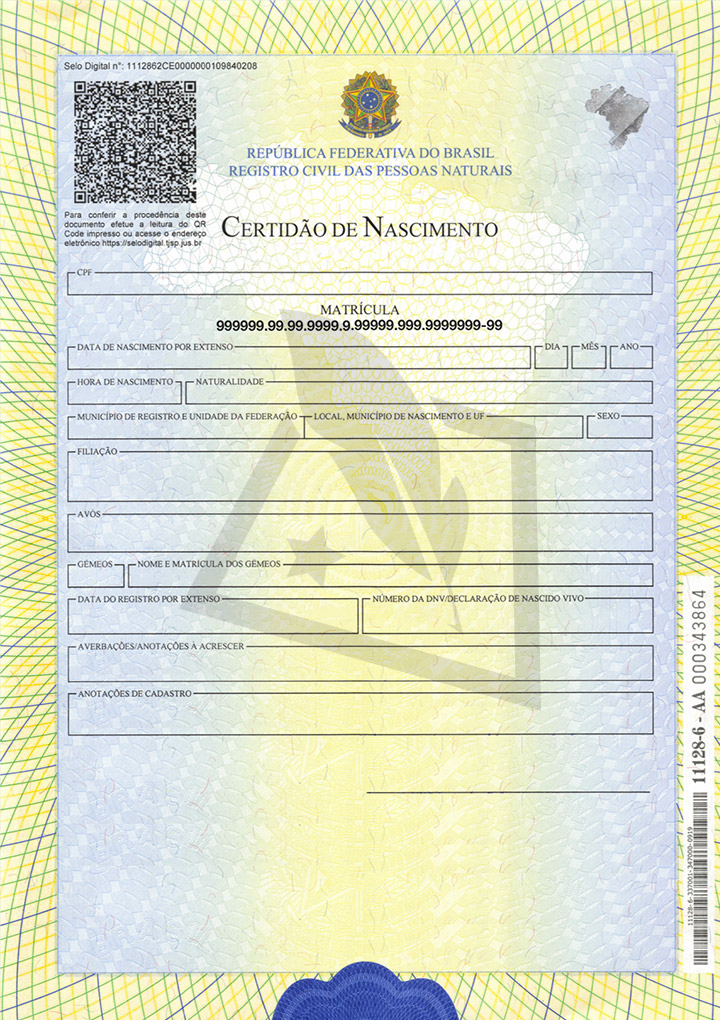 Selo Digital n°: 1112862CE0000000109840208
REPÚBLICA FEDERATIVA DO BRASIL
REGISTRO CIVIL DAS PESSOAS NATURAIS
Para conferir a procedência deste
documento efetue a leitura do QR
Code impresso ou acesse o endereço
eletrônico https://selodigital.tjsp.jus.br
CERTIDÃO DE NASCIMENTO
CPF
MATRÍCULA
999999.99.99.9999.9.99999.999.9999999-99
DATA DE NASCIMENTO POR EXTENSO DIA MÊS ANO
HORA DE NASCIMENTO NATURALIDADE
MUNICÍPIO DE REGISTRO E UNIDADE DA FEDERAÇÃO LOCAL, MUNICÍPIO DE NASCIMENTO E UF SEXO
FILIAÇÃO
AVÓS
GÊMEOS NOME E MATRÍCULA DOS GÊMEOS
DATA DO REGISTRO POR EXTENSO NÚMERO DA DNV/DECLARAÇÃO DE NASCIDO VIVO
AVERBAÇÕES/ANOTAÇÕES À ACRESCER
ANOTAÇÕES DE CADASTRO
11128-6 - AA 000343864
11128-6-337001-347000-0919